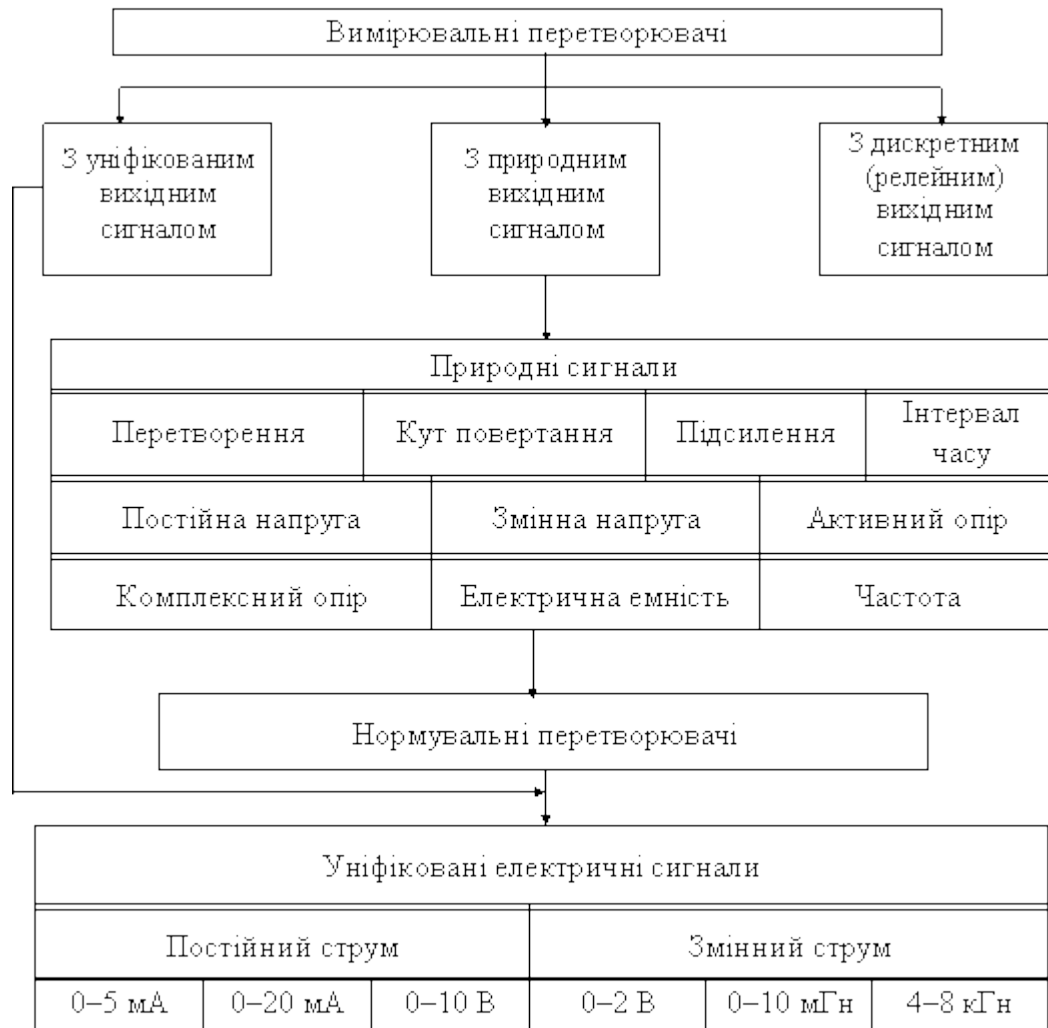 Вимірювальні перетворювачі
З уніфікованим
вихідним
сигналом
З природним
вихідним
сигналом
З дискретним
(релейним)
вихідним
сигналом
Природні сигнали
Перетворення
Кут повертання
Підсилення
Інтервал
часу
Постійна напруга
Змінна напруга
Активний опір
Комплексний опір
Електрична емність
Частота
Нормувальні перетворювачі
Уніфіковані електричні сигнали
Постійний струм
Змінний струм
0–5 мА
0–20 мА
0–10 В
0–2 В
0–10 мГн
4–8 кГн